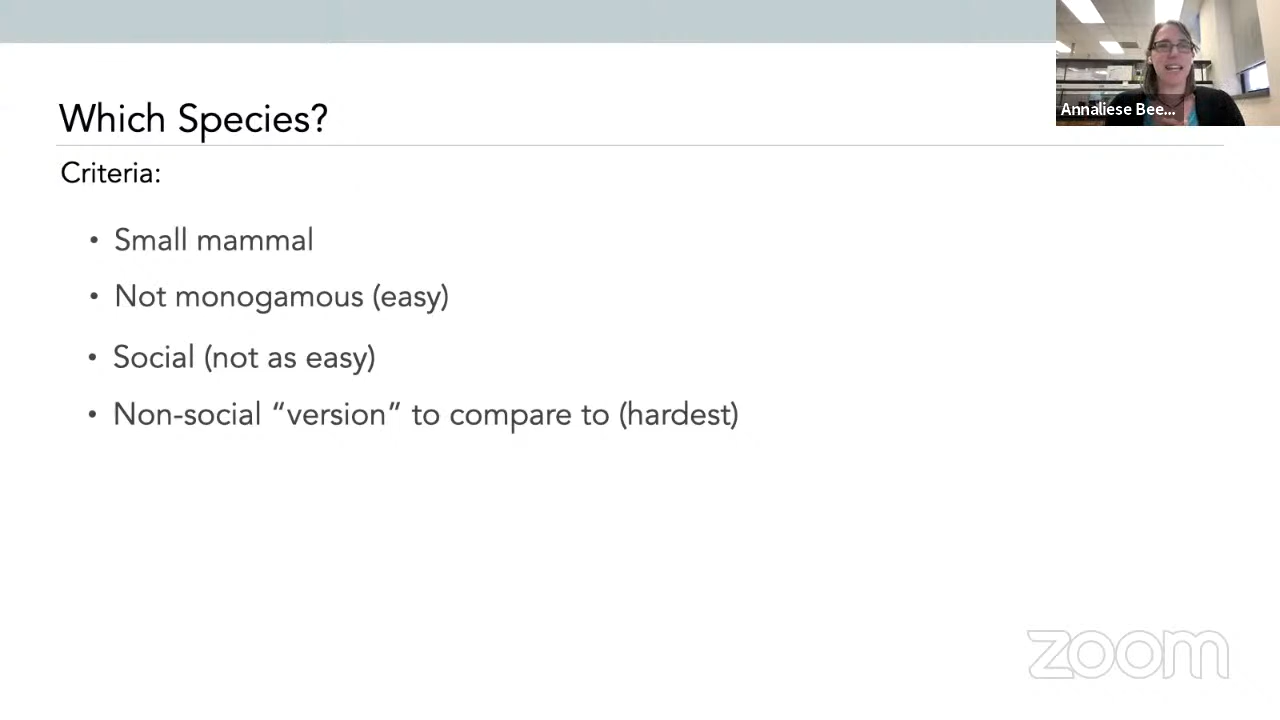 Annaliese Bee...
Which Species?
Criteria:
• Small mammal
• Not monogamous (easy)
• Social (not as easy)
• Non-social “version” to compare to (hardest)
zoom